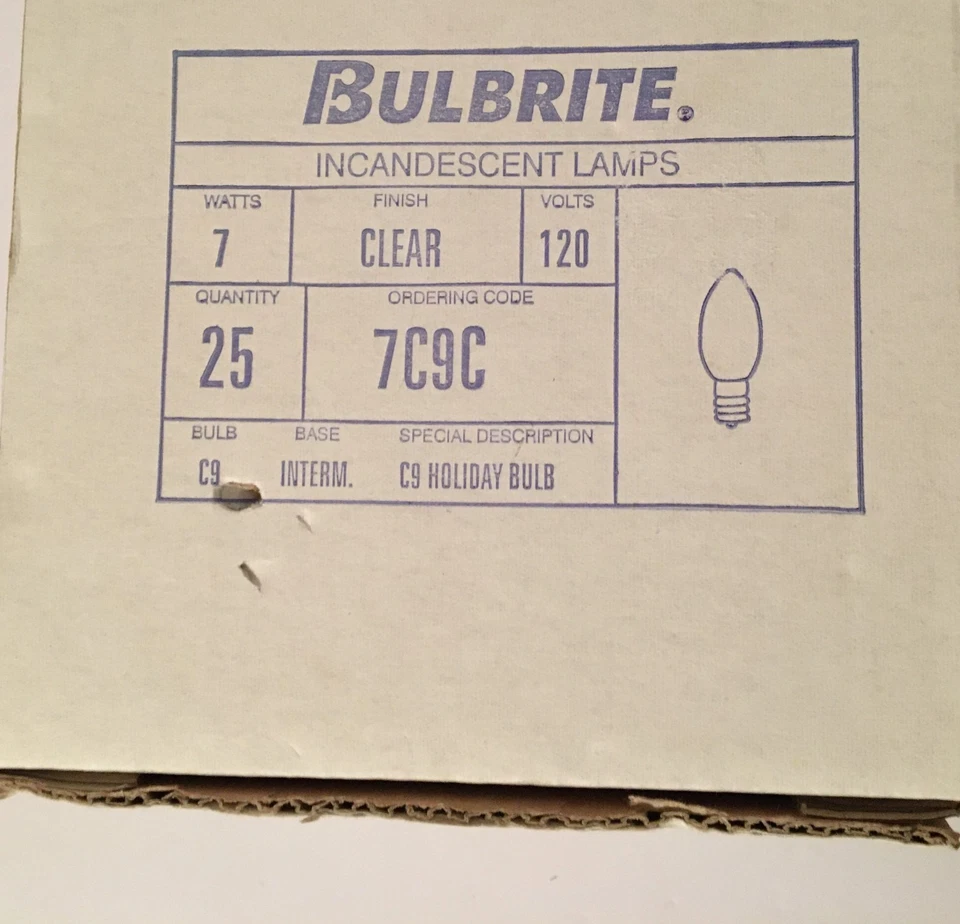 BULBRITE®
INCANDESCENT LAMPS
WATTS FINISH VOLTS
7 CLEAR 120
QUANTITY ORDERING CODE
25 7C9C
BULB BASE SPECIAL DESCRIPTION
C9 INTERM. C9 HOLIDAY BULB